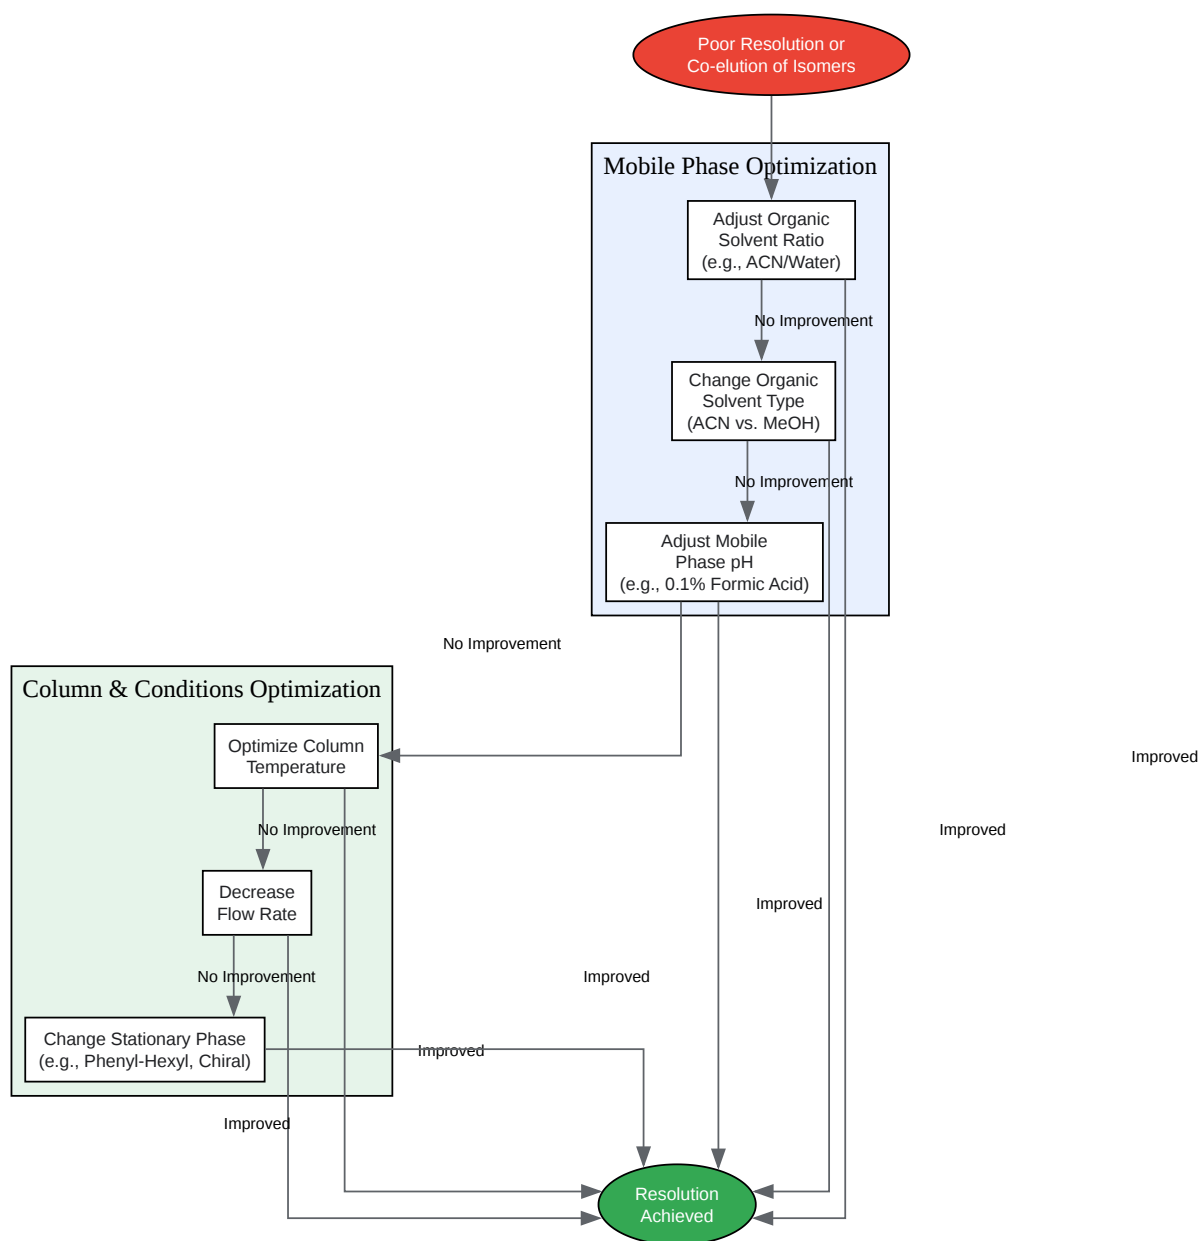 Poor Resolution or
Co-elution of Isomers
Mobile Phase Optimization
Adjust Organic
Solvent Ratio
(e.g., ACN/Water)
No Improvement
Change Organic
Solvent Type
(ACN vs. MeOH)
No Improvement
Adjust Mobile
Phase pH
(e.g., 0.1% Formic Acid)
No Improvement
Column & Conditions Optimization
Optimize Column
Temperature
Improved
No Improvement
Improved
Decrease
Flow Rate
Improved
No Improvement
Improved
Change Stationary Phase
(e.g., Phenyl-Hexyl, Chiral)
Improved
Improved
Resolution
Achieved